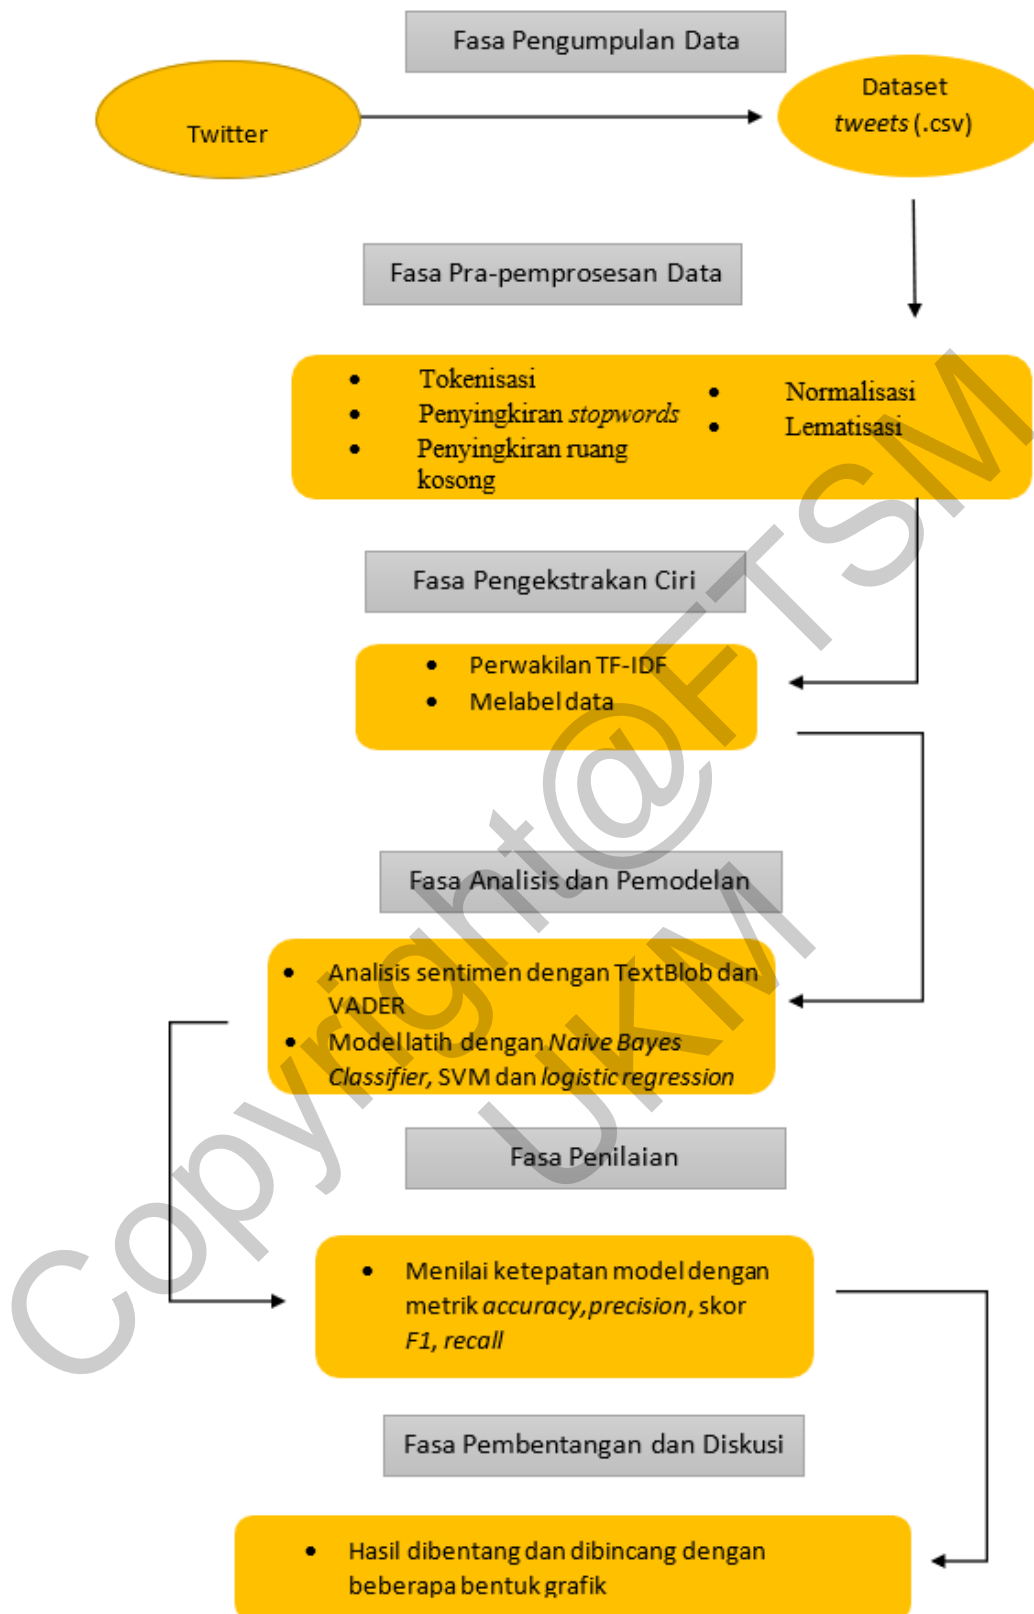 Fasa Pengumpulan Data
Twitter
Dataset
tweets (.csv)
Fasa Pra-pemprosesan Data
• Tokenisasi
• Penyingkiran stopwords
• Penyingkiran ruang
kosong
• Normalisasi
• Lematisasi
Fasa Pengekstrakan Ciri
• Perwakilan TF-IDF
• Melabel data
Fasa Analisis dan Pemodelan
• Analisis sentimen dengan TextBlob dan
VADER
• Model latih dengan Naive Bayes
Classifier, SVM dan logistic regression
Fasa Penilaian
• Menilai ketepatan model dengan
metrik accuracy, precision, skor
F1, recall
Fasa Pembentangan dan Diskusi
• Hasil dibentang dan dibincang dengan
beberapa bentuk grafik
Copyright@FTSM
UKM